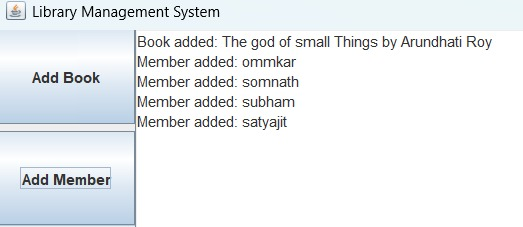 Library Management System
Add Book
Book added: The god of small Things by Arundhati Roy
Member added: ommkar
Member added: somnath
Member added: subham
Member added: satyajit
Add Member